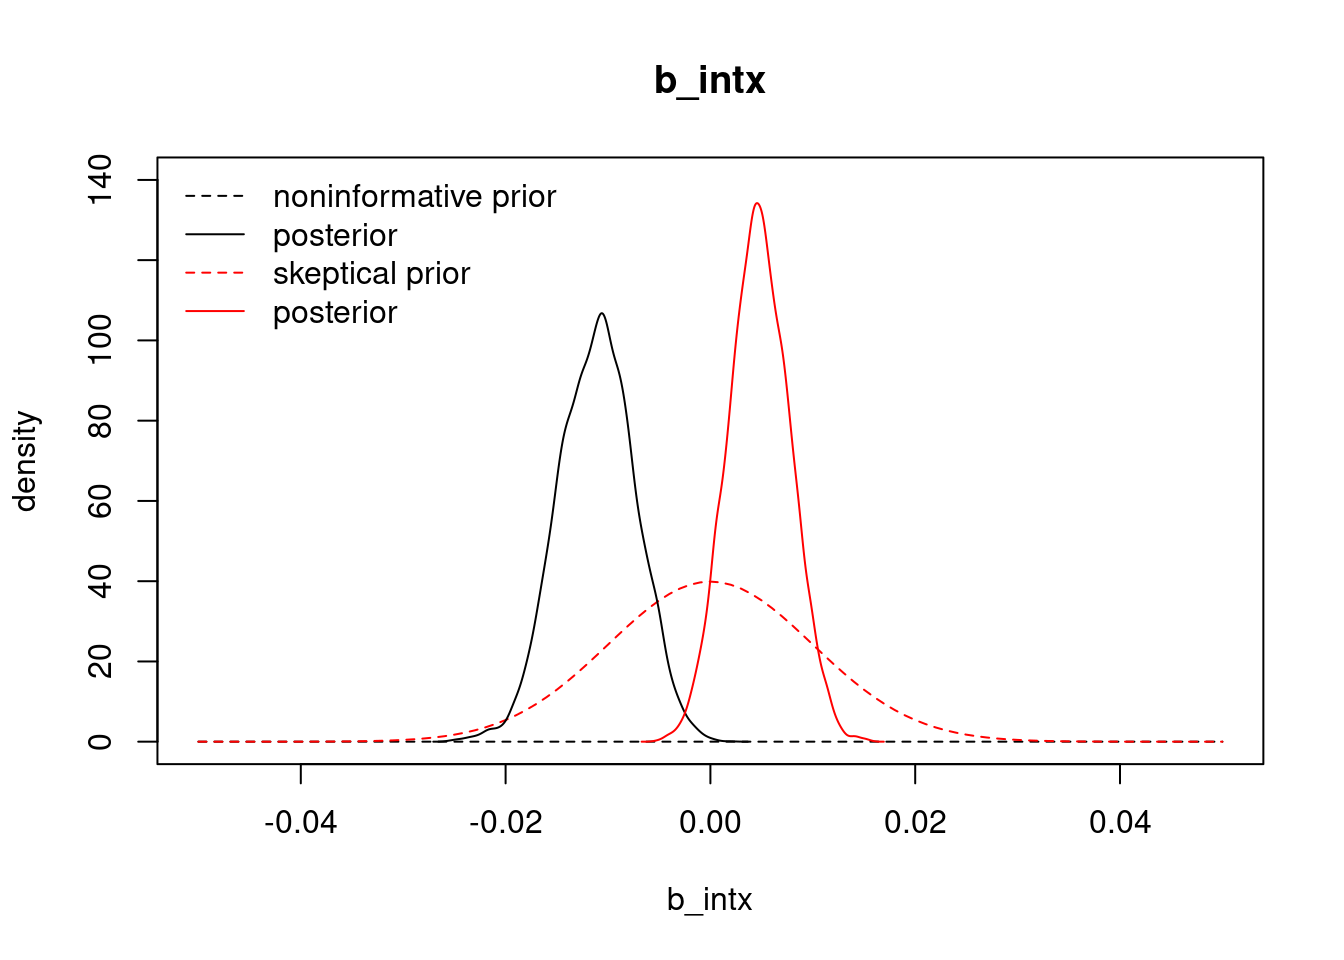 b_intx
noninformative prior
posterior
skeptical prior
posterior
density
140
100
80
60
40
20
0
-0.04
-0.02
0.00
0.02
0.04
b_intx